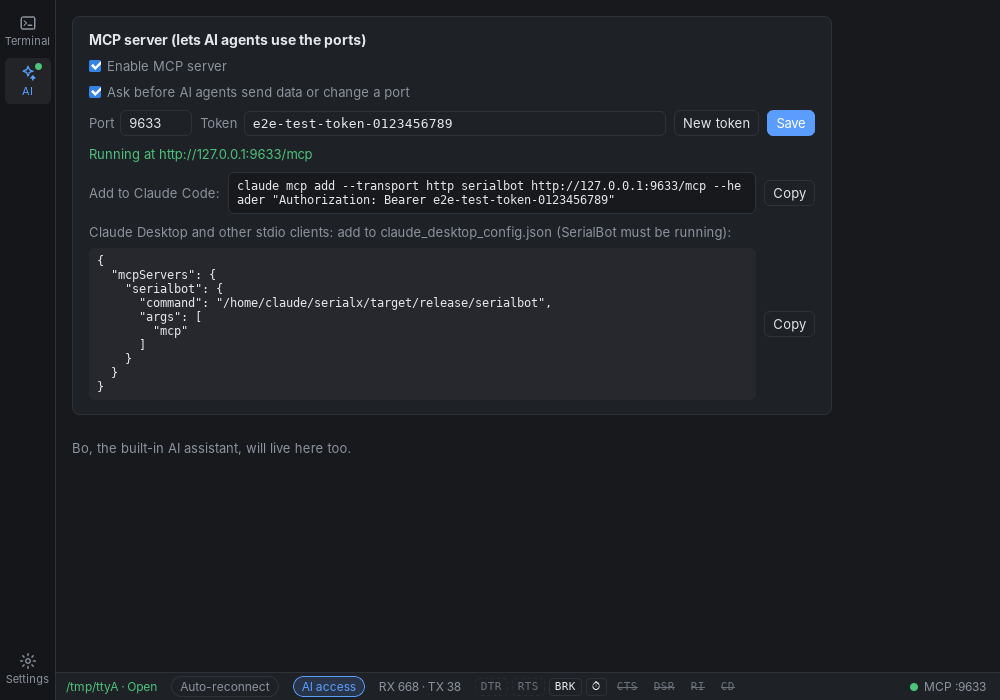 Terminal
AI
MCP server (lets AI agents use the ports)
Enable MCP server
Ask before AI agents send data or change a port
Port 9633 Token e2e-test-token-0123456789 New token Save
Running at http://127.0.0.1:9633/mcp
Add to Claude Code:
claude mcp add --transport http serialbot http://127.0.0.1:9633/mcp --he
ader "Authorization: Bearer e2e-test-token-0123456789"
Copy
Claude Desktop and other stdio clients: add to claude_desktop_config.json (SerialBot must be running):
{
  "mcpServers": {
    "serialbot": {
      "command": "/home/claude/serialx/target/release/serialbot",
      "args": [
        "mcp"
      ]
    }
  }
}
Copy
Bo, the built-in AI assistant, will live here too.
Settings
/tmp/ttyA · Open Auto-reconnect AI access RX 668 · TX 38 DTR RTS BRK CTS DSR RI CD MCP :9633